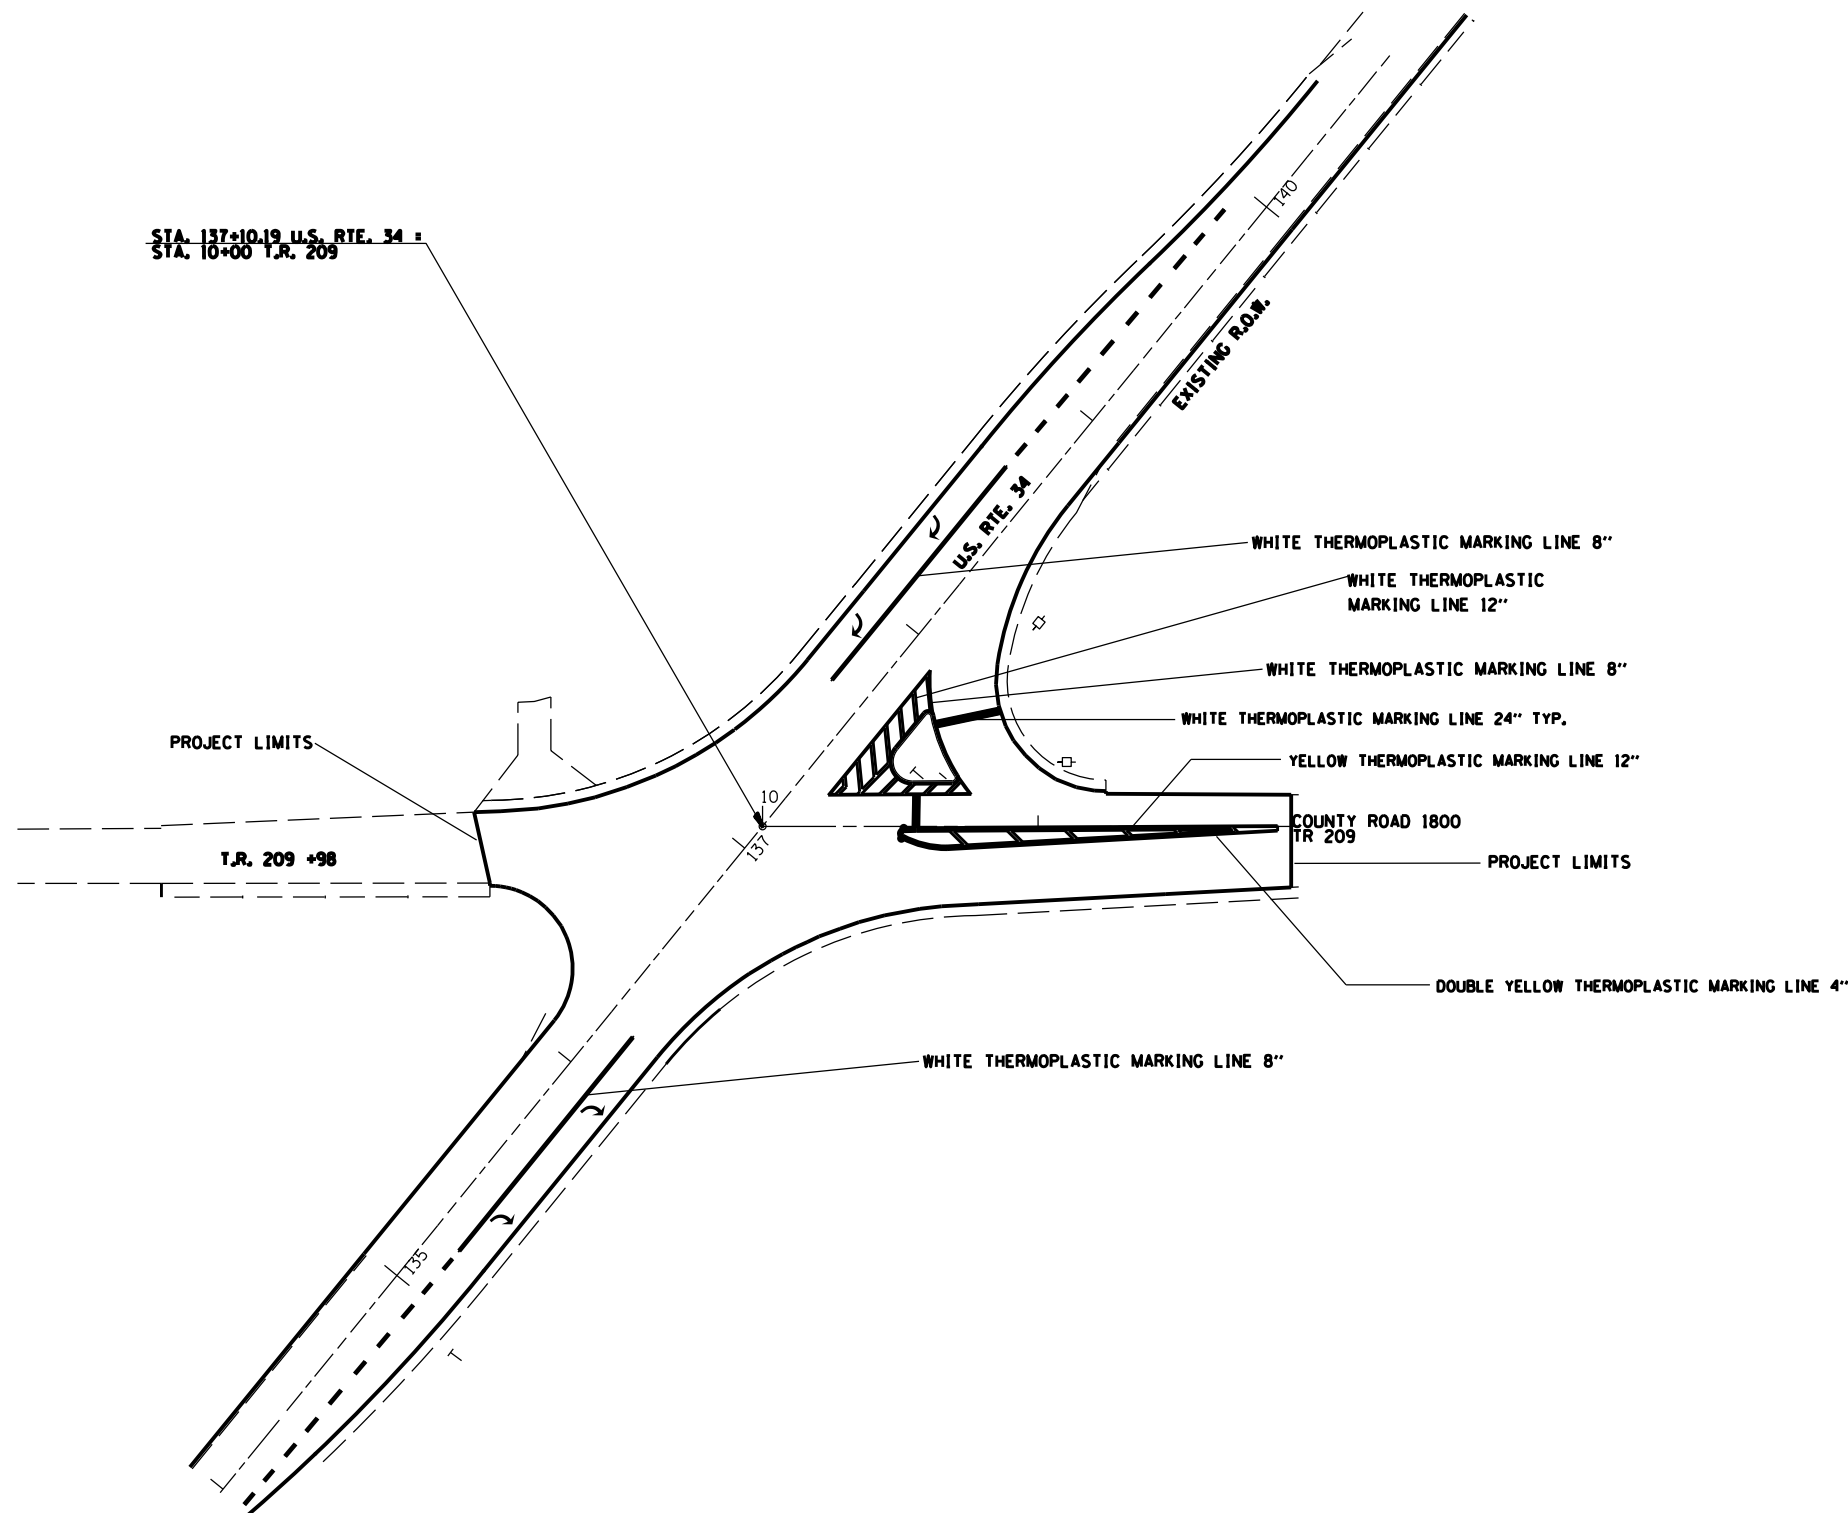 140
STA. 137+10.19 U.S. RTE. 34 =
STA. 10+00 T.R. 209
EXISTING R.O.W.
U.S. RTE. 34
WHITE THERMOPLASTIC MARKING LINE 8"
WHITE THERMOPLASTIC
MARKING LINE 12"
WHITE THERMOPLASTIC MARKING LINE 8"
WHITE THERMOPLASTIC MARKING LINE 24" TYP.
PROJECT LIMITS
YELLOW THERMOPLASTIC MARKING LINE 12"
10
137
COUNTY ROAD 1800
TR 209
T.R. 209 +98
PROJECT LIMITS
DOUBLE YELLOW THERMOPLASTIC MARKING LINE 4"
WHITE THERMOPLASTIC MARKING LINE 8"
135